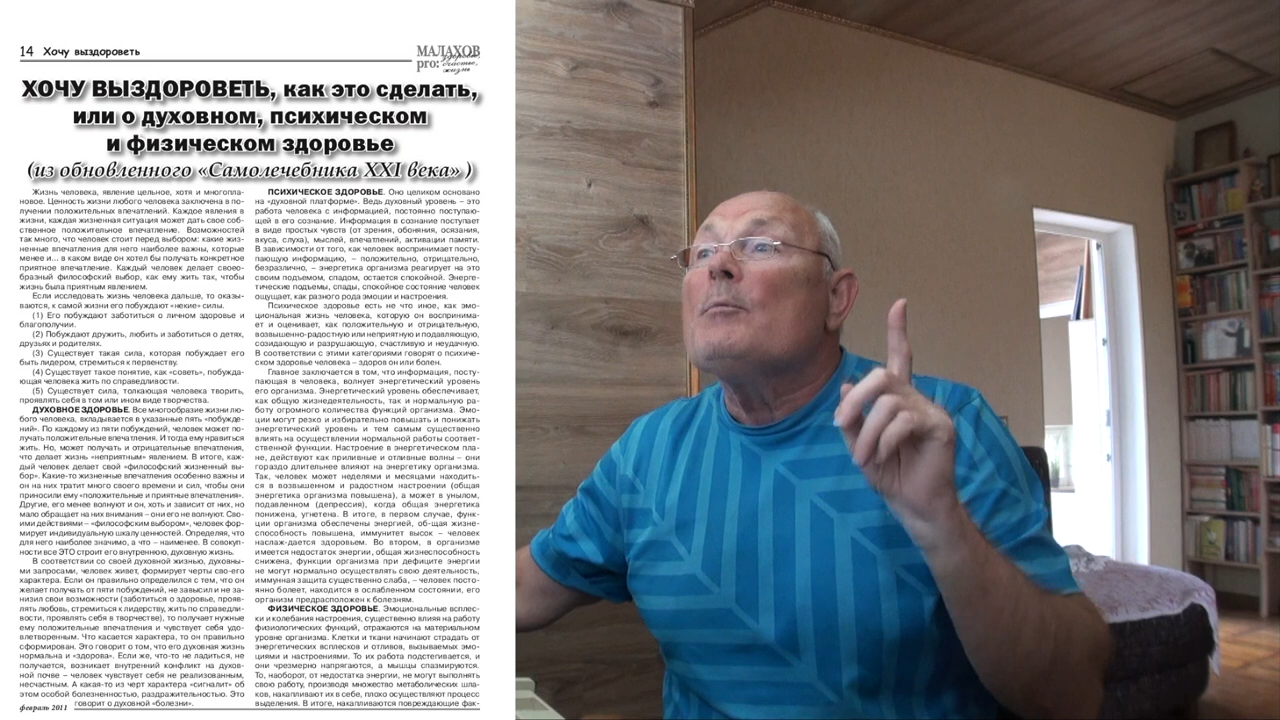 14 Хочу выздороветь
МАЛАХОВ
pro: здоровье,
счастье,
жизнь
ХОЧУ ВЫЗДОРОВЕТЬ, как это сделать,
или о духовном, психическом
и физическом здоровье
(из обновленного «Самолечебника XXI века» )
Жизнь человека, явление цельное, хотя и многопла-
новое. Ценность жизни любого человека заключена в по-
лучении положительных впечатлений. Каждое явления в
жизни, каждая жизненная ситуация может дать свое соб-
ственное положительное впечатление. Возможностей
так много, что человек стоит перед выбором: какие жиз-
ненные впечатления для него наиболее важны, которые
менее и... в каком виде он хотел бы получать конкретное
приятное впечатление. Каждый человек делает своео-
бразный философский выбор, как ему жить так, чтобы
жизнь была приятным явлением.
Если исследовать жизнь человека дальше, то оказы-
ваются, к самой жизни его побуждают «некие» силы.
(1) Его побуждают заботиться о личном здоровье и
благополучии.
(2) Побуждают дружить, любить и заботиться о детях,
друзьях и родителях.
(3) Существует такая сила, которая побуждает его
быть лидером, стремиться к первенству.
(4) Существует такое понятие, как «советь», побужда-
ющая человека жить по справедливости.
(5) Существует сила, толкающая человека творить,
проявлять себя в том или ином виде творчества.
ДУХОВНОЕ ЗДОРОВЬЕ. Все многообразие жизни лю-
бого человека, вкладывается в указанные пять «побужде-
ний». По каждому из пяти побуждений, человек может по-
лучать положительные впечатления. И тогда ему нравиться
жить. Но, может получать и отрицательные впечатления,
что делает жизнь «неприятным» явлением. В итоге, каж-
дый человек делает свой «философский жизненный вы-
бор». Какие-то жизненные впечатления особенно важны и
он на них тратит много своего времени и сил, чтобы они
приносили ему «положительные и приятные впечатления».
Другие, его менее волнуют и он, хоть и зависит от них, но
мало обращает на них внимания – они его не волнуют. Сво-
ими действиями – «философским выбором», человек фор-
мирует индивидуальную шкалу ценностей. Определяя, что
для него наиболее значимо, а что – наименее. В совокуп-
ности все ЭТО строит его внутреннюю, духовную жизнь.
В соответствии со своей духовной жизнью, духовны-
ми запросами, человек живет, формирует черты сво-его
характера. Если он правильно определился с тем, что он
желает получать от пяти побуждений, не завысил и не за-
низил свои возможности (заботиться о здоровье, прояв-
лять любовь, стремиться к лидерству, жить по справедли-
вости, проявлять себя в творчестве), то получает нужные
ему положительные впечатления и чувствует себя удо-
влетворенным. Что касается характера, то он правильно
сформирован. Это говорит о том, что его духовная жизнь
нормальна и «здорова». Если же, что-то не ладиться, не
получается, возникает внутренний конфликт на духов-
ной почве – человек чувствует себя не реализованным,
несчастным. А какая-то из черт характера «сигналит» об
этом особой болезненностью, раздражительностью. Это
говорит о духовной «болезни».
ПСИХИЧЕСКОЕ ЗДОРОВЬЕ. Оно целиком основано
на «духовной платформе». Ведь духовный уровень – это
работа человека с информацией, постоянно поступаю-
щей в его сознание. Информация в сознание поступает
в виде простых чувств (от зрения, обоняния, осязания,
вкуса, слуха), мыслей, впечатлений, активации памяти.
В зависимости от того, как человек воспринимает посту-
пающую информацию, – положительно, отрицательно,
безразлично, – энергетика организма реагирует на это
своим подъемом, спадом, остается спокойной. Энерге-
тические подъемы, спады, спокойное состояние человек
ощущает, как разного рода эмоции и настроения.
Психическое здоровье есть не что иное, как эмо-
циональная жизнь человека, которую он воспринима-
ет и оценивает, как положительную и отрицательную,
возвышенно-радостную или неприятную и подавляющую,
созидающую и разрушающую, счастливую и неудачную.
В соответствии с этими категориями говорят о психиче-
ском здоровье человека – здоров он или болен.
Главное заключается в том, что информация, посту-
пающая в человека, волнует энергетический уровень
его организма. Энергетический уровень обеспечивает,
как общую жизнедеятельность, так и нормальную ра-
боту огромного количества функций организма. Эмо-
ции могут резко и избирательно повышать и понижать
энергетический уровень и тем самым существенно
влиять на осуществлении нормальной работы соответ-
ственной функции. Настроение в энергетическом пла-
не, действуют как приливные и отливные волны – они
гораздо длительнее влияют на энергетику организма.
Так, человек может неделями и месяцами находить-
ся в возвышенном и радостном настроении (общая
энергетика организма повышена), а может в унылом,
подавленном (депрессия), когда общая энергетика
понижена, угнетена. В итоге, в первом случае, функ-
ции организма обеспечены энергией, об-щая жизне-
способность повышена, иммунитет высок – человек
наслаж-дается здоровьем. Во втором, в организме
имеется недостаток энергии, общая жизнеспособность
снижена, функции организма при дефиците энергии
не могут нормально осуществлять свою деятельность,
иммунная защита существенно слаба, – человек посто-
янно болеет, находится в ослабленном состоянии, его
организм предрасположен к болезням.
ФИЗИЧЕСКОЕ ЗДОРОВЬЕ. Эмоциональные всплес-
ки и колебания настроения, существенно влияя на работу
физиологических функций, отражаются на материальном
уровне организма. Клетки и ткани начинают страдать от
энергетических всплесков и отливов, вызываемых эмо-
циями и настроениями. То их работа подстегивается, и
они чрезмерно напрягаются, а мышцы спазмируются.
То, наоборот, от недостатка энергии, не могут выполнять
свою работу, производя множество метаболических шла-
ков, накапливают их в себе, плохо осуществляют процесс
выделения. В итоге, накапливаются повреждающие фак-
февраль 2011